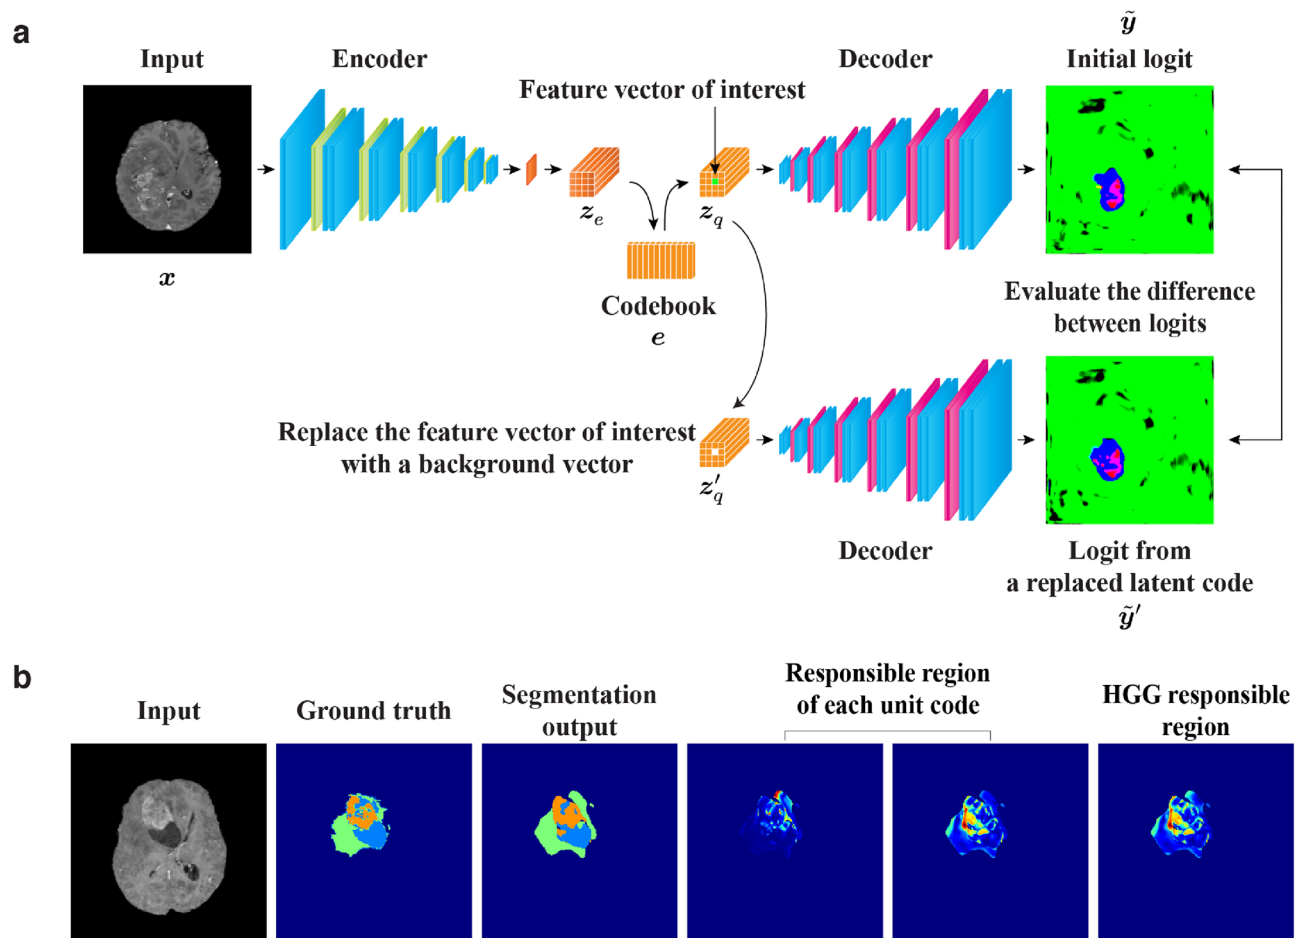 a
Input
Encoder
Feature vector of interest
Decoder
ỹ
Initial logit
x
z_e
z_q
Codebook
e
Evaluate the difference
between logits
Replace the feature vector of interest
with a background vector
z′_q
Decoder
Logit from
a replaced latent code
ỹ′
b
Input
Ground truth
Segmentation
output
Responsible region
of each unit code
HGG responsible
region